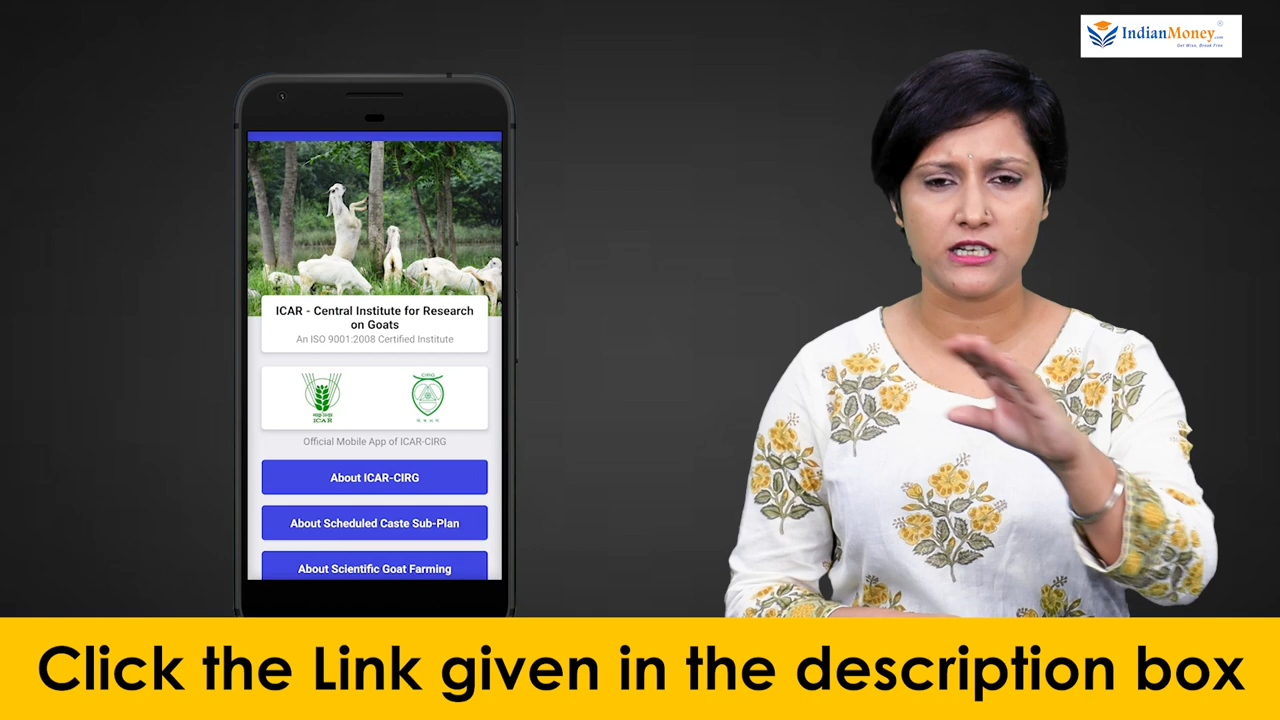 IndianMoney.com
Get Wise, Break Free
ICAR - Central Institute for Research
on Goats
An ISO 9001:2008 Certified Institute
ICAR
CIRG
Official Mobile App of ICAR-CIRG
About ICAR-CIRG
About Scheduled Caste Sub-Plan
About Scientific Goat Farming
Click the Link given in the description box